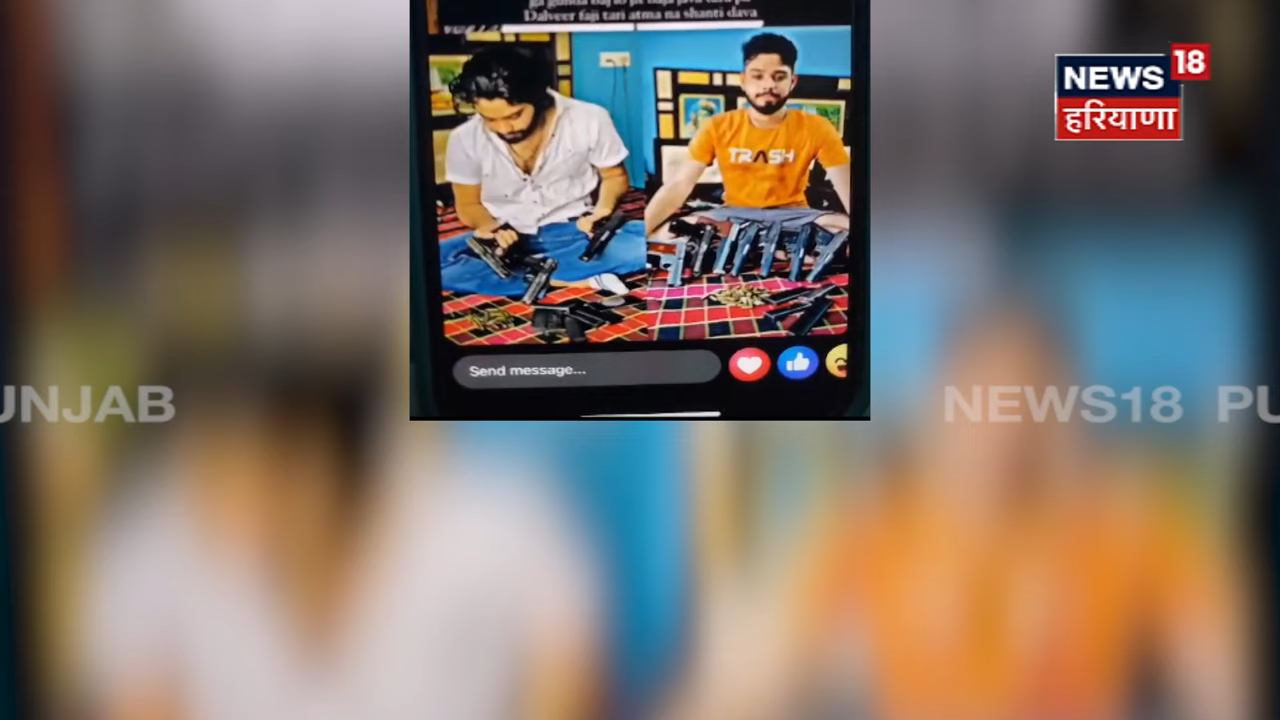 Dalveer faji tari atma na shanti dava
NEWS 18
हरियाणा
TRASH
Send message...
UNJAB
NEWS18 PU